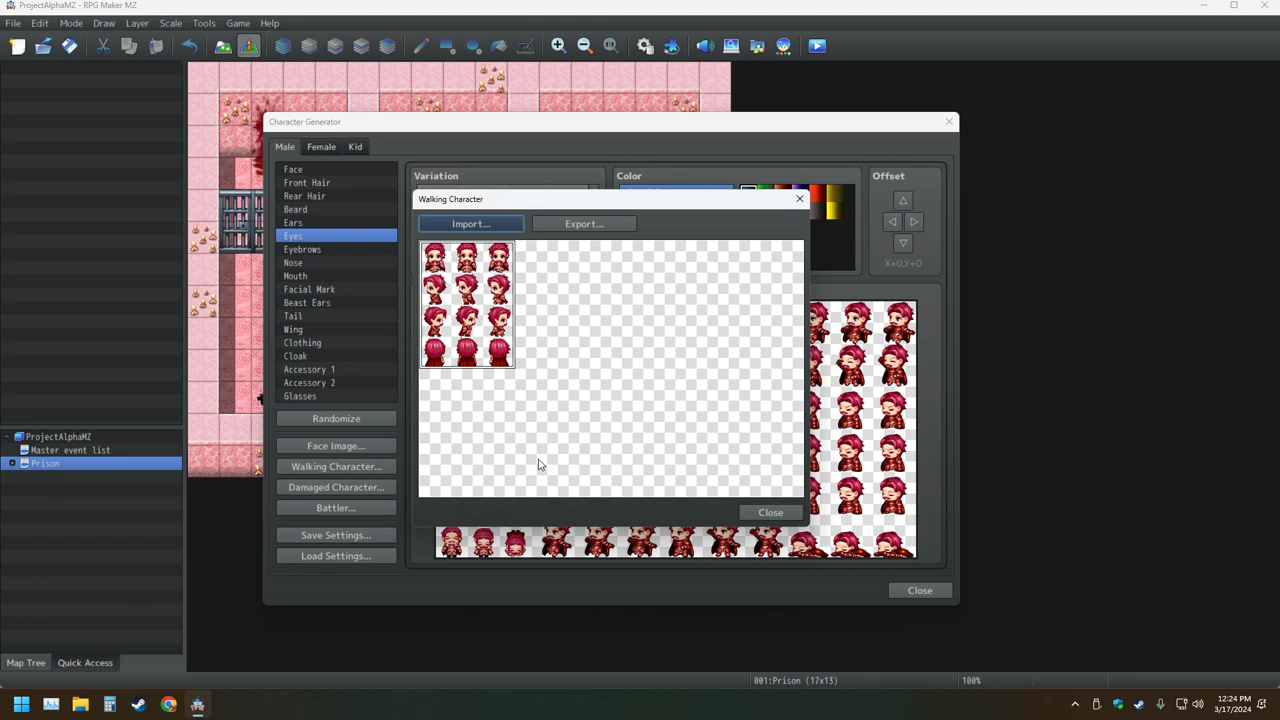 ProjectAlphaMZ - RPG Maker MZ
File Edit Mode Draw Layer Scale Tools Game Help
Character Generator
Male Female Kid
Face
Front Hair
Rear Hair
Beard
Ears
Eyes
Eyebrows
Nose
Mouth
Facial Mark
Beast Ears
Tail
Wing
Clothing
Cloak
Accessory 1
Accessory 2
Glasses
Randomize
Face Image...
Walking Character...
Damaged Character...
Battler...
Save Settings...
Load Settings...
Variation
Color
Offset
X+0,Y+0
Walking Character
Import...
Export...
Close
Close
ProjectAlphaMZ
Master event list
Prison
Map Tree Quick Access
001:Prison (17x13)
100%
12:24 PM
3/17/2024